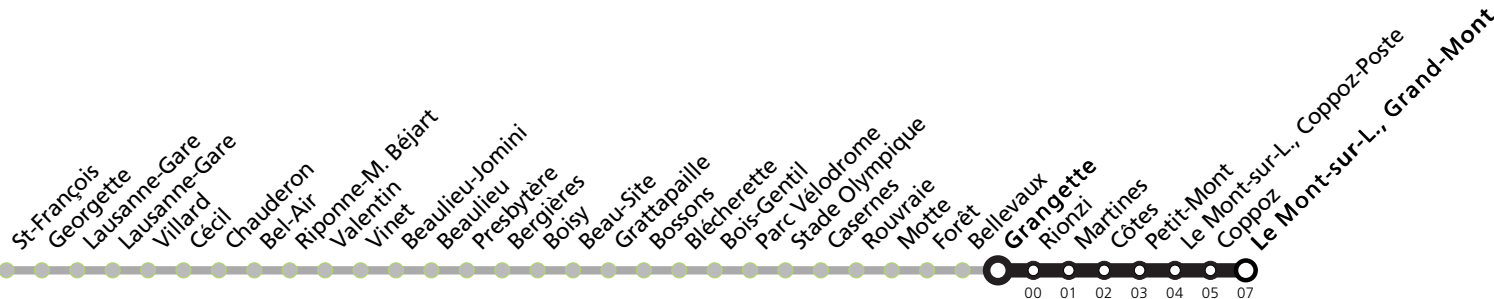 St-François
Georgette
Lausanne-Gare
Lausanne-Gare
Villard
Cécil
Chauderon
Bel-Air
Riponne-M. Béjart
Valentin
Vinet
Beaulieu-Jomini
Beaulieu
Presbytère
Bergières
Boisy
Beau-Site
Grattapaille
Bossons
Blécherette
Bois-Gentil
Parc Vélodrome
Stade Olympique
Casernes
Rouvraie
Motte
Forêt
Bellevaux
Grangette
Rionzi
Martines
Côtes
Petit-Mont
Le Mont-sur-L., Coppoz-Poste
Coppoz
Le Mont-sur-L., Grand-Mont
00 01 02 03 04 05 07